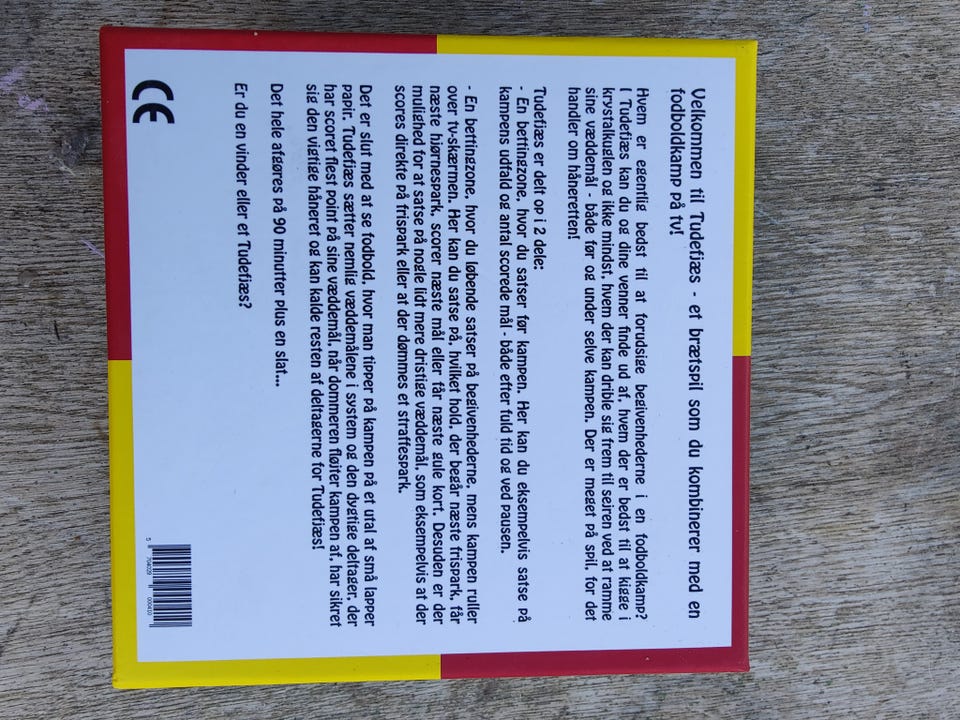 Velkommen til Tudefjæs - et brætspil som du kombinerer med en
fodboldkamp på tv!
Hvem er egentlig bedst til at forudsige begivenhederne i en fodboldkamp?
I Tudefjæs kan du og dine venner finde ud af, hvem der er bedst til at kigge i
krystalkuglen og ikke mindst, hvem der kan drible sig frem til sejren ved at ramme
sine væddemål - både før og under selve kampen. Der er meget på spil, for det
handler om håneretten!
Tudefjæs er delt op i 2 dele:
- En bettingzone, hvor du satser før kampen. Her kan du eksempelvis satse på
kampens udfald og antal scorede mål - både efter fuld tid og ved pausen.
- En bettingzone, hvor du løbende satser på begivenhederne, mens kampen ruller
over tv-skærmen. Her kan du satse på, hvilket hold, der begår næste frispark, får
næste hjørnespark, scorer næste mål eller får næste gule kort. Desuden er der
mulighed for at satse på nogle lidt mere dristige væddemål, som eksempelvis at der
scores direkte på frispark eller at der dømmes et straffespark.
Det er slut med at se fodbold, hvor man tipper på kampen på et utal af små lapper
papir. Tudefjæs sætter nemlig væddemålene i system og den dygtige deltager, der
har scoret flest point på sine væddemål, når dommeren fløjter kampen af, har sikret
sig den vigtige håneret og kan kalde resten af deltagerne for Tudefjæs!
Det hele afgøres på 90 minutter plus en slat...
Er du en vinder eller et Tudefjæs?
CE
5 704029 000410